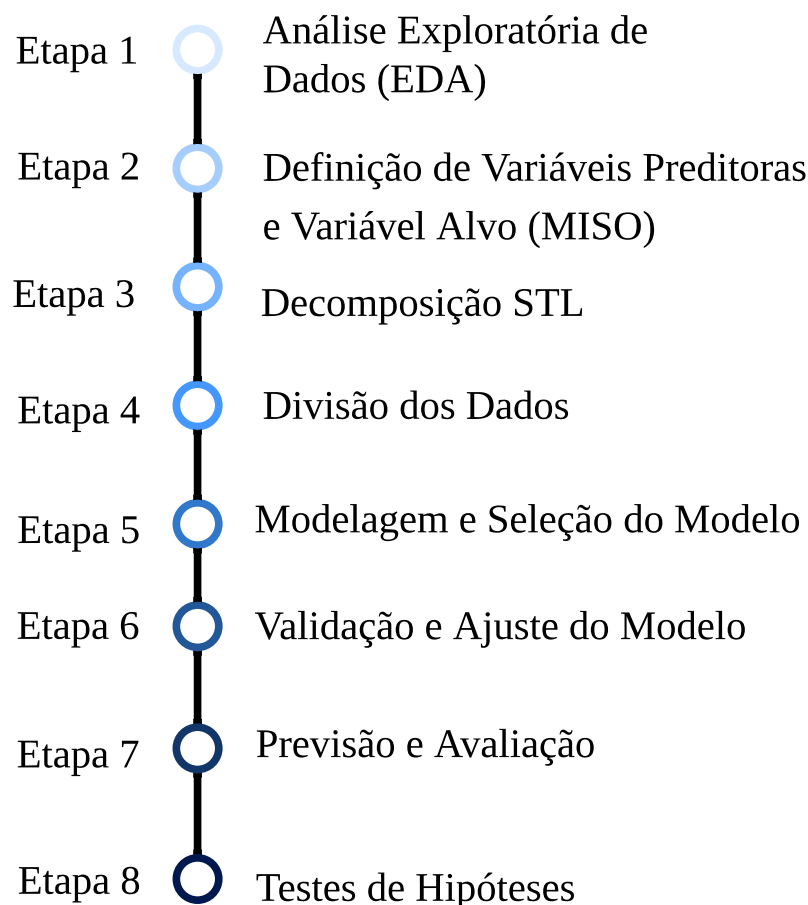 Etapa 1
Análise Exploratória de
Dados (EDA)
Etapa 2
Definição de Variáveis Preditoras
e Variável Alvo (MISO)
Etapa 3
Decomposição STL
Etapa 4
Divisão dos Dados
Etapa 5
Modelagem e Seleção do Modelo
Etapa 6
Validação e Ajuste do Modelo
Etapa 7
Previsão e Avaliação
Etapa 8
Testes de Hipóteses